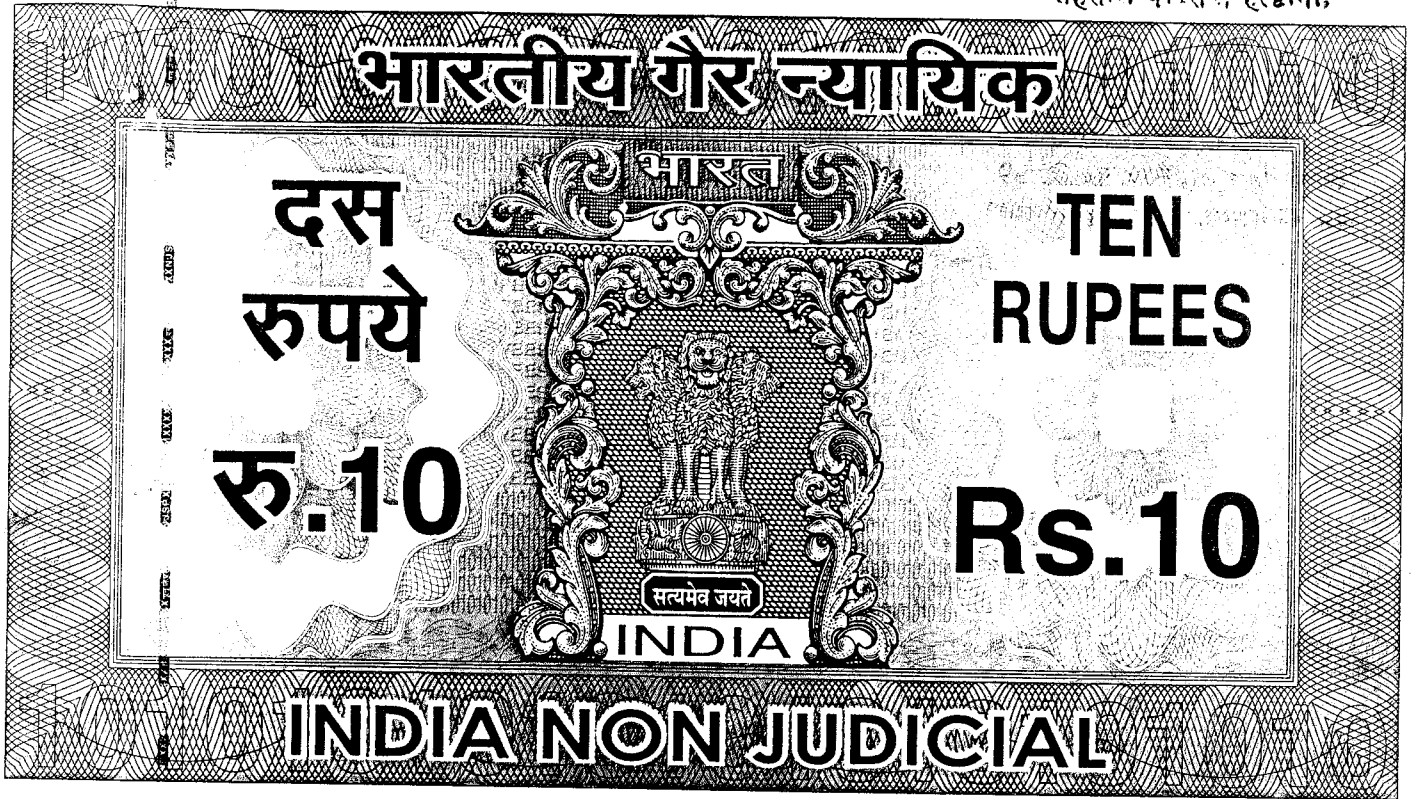 भारतीय गैर न्यायिक
भारत
दस
रुपये
रु.10
TEN
RUPEES
Rs.10
सत्यमेव जयते
INDIA
INDIA NON JUDICIAL